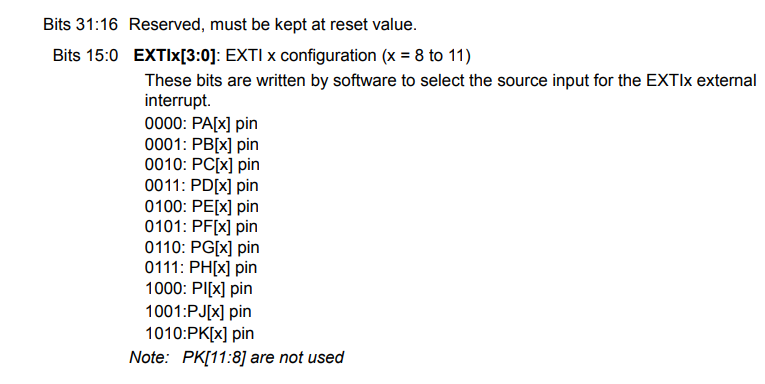 Bits 31:16 Reserved, must be kept at reset value.
Bits 15:0 EXTIx[3:0]: EXTI x configuration (x = 8 to 11)
These bits are written by software to select the source input for the EXTIx external
interrupt.
0000: PA[x] pin
0001: PB[x] pin
0010: PC[x] pin
0011: PD[x] pin
0100: PE[x] pin
0101: PF[x] pin
0110: PG[x] pin
0111: PH[x] pin
1000: PI[x] pin
1001:PJ[x] pin
1010:PK[x] pin
Note: PK[11:8] are not used